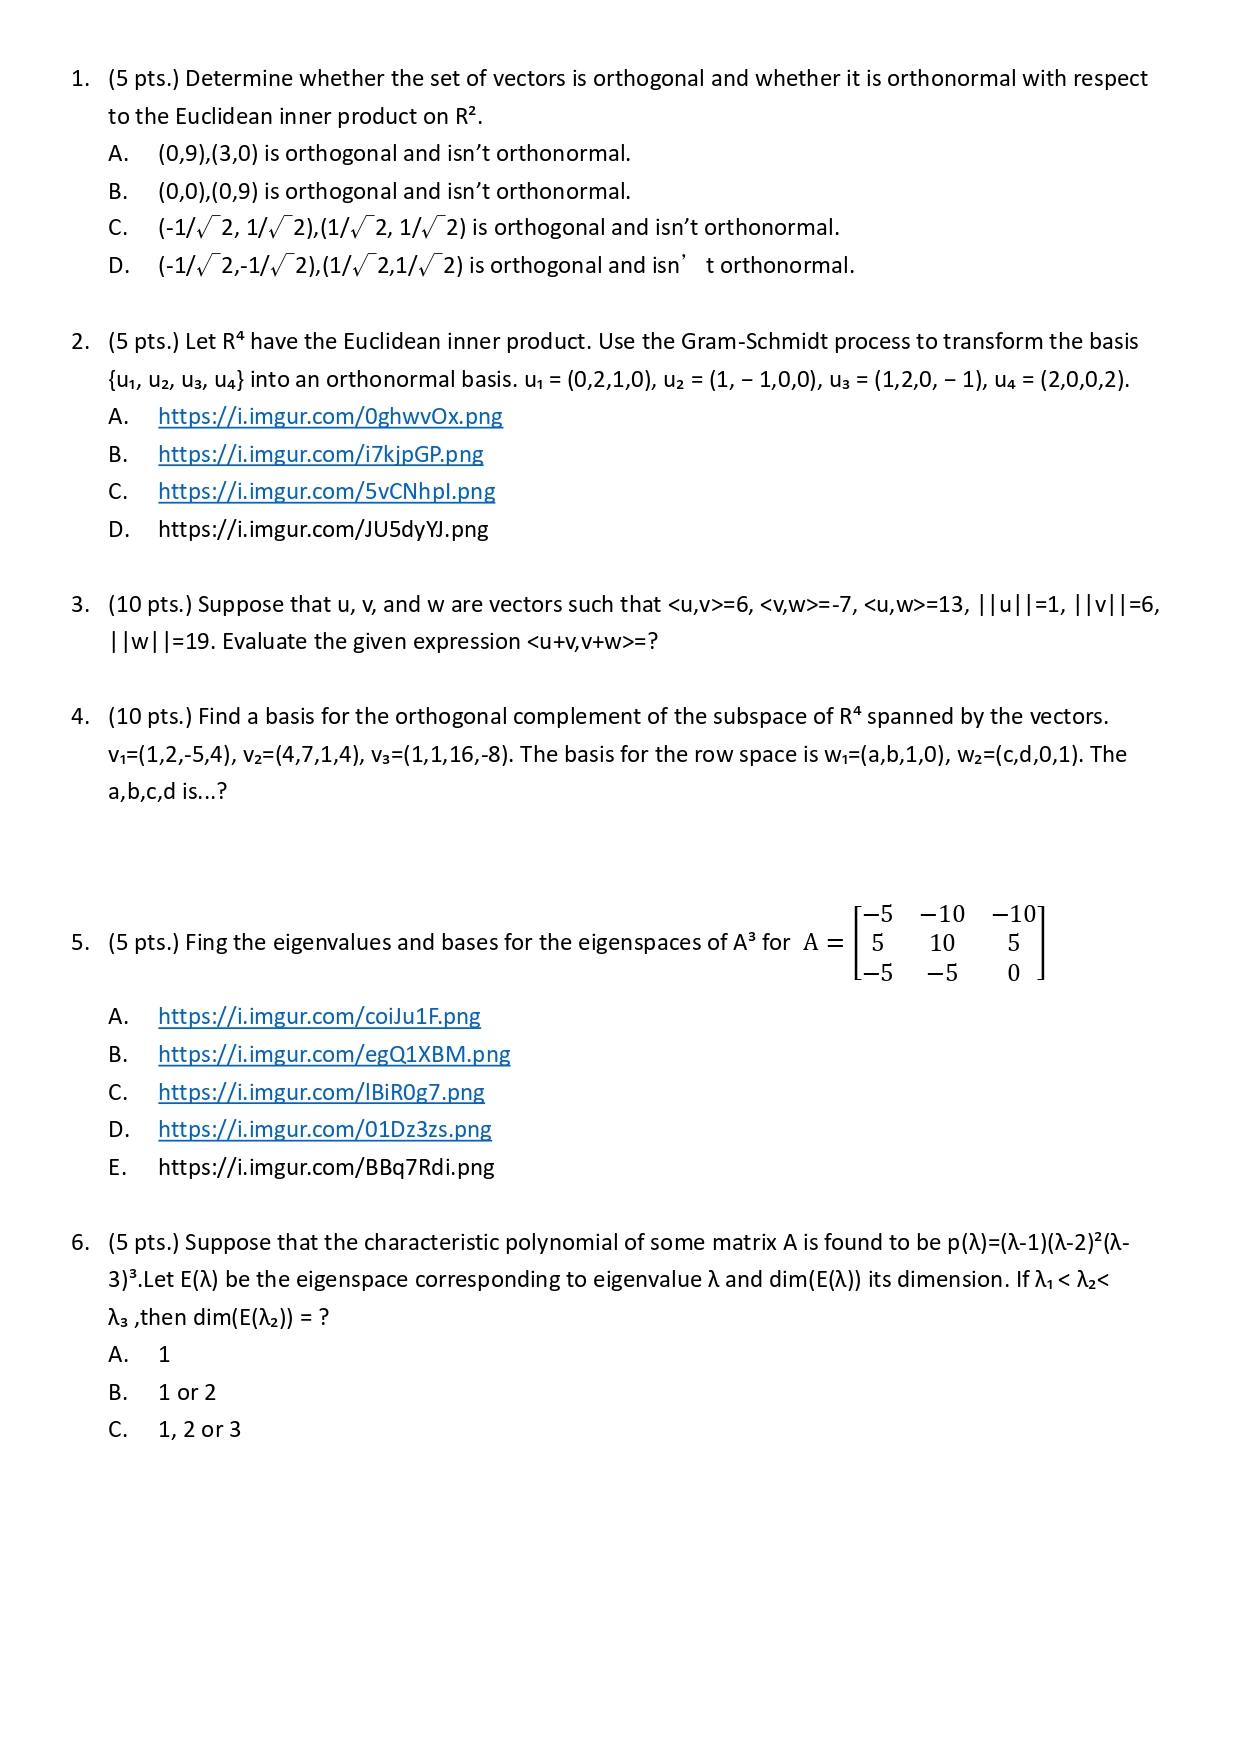 1. (5 pts.) Determine whether the set of vectors is orthogonal and whether it is orthonormal with respect
to the Euclidean inner product on R².
A. (0,9),(3,0) is orthogonal and isn’t orthonormal.
B. (0,0),(0,9) is orthogonal and isn’t orthonormal.
C. (-1/√2, 1/√2),(1/√2, 1/√2) is orthogonal and isn’t orthonormal.
D. (-1/√2,-1/√2),(1/√2,1/√2) is orthogonal and isn’t orthonormal.
2. (5 pts.) Let R⁴ have the Euclidean inner product. Use the Gram-Schmidt process to transform the basis
{u₁, u₂, u₃, u₄} into an orthonormal basis. u₁ = (0,2,1,0), u₂ = (1, − 1,0,0), u₃ = (1,2,0, − 1), u₄ = (2,0,0,2).
A. https://i.imgur.com/0ghwvOx.png
B. https://i.imgur.com/i7kjpGP.png
C. https://i.imgur.com/5vCNhpI.png
D. https://i.imgur.com/JU5dyYJ.png
3. (10 pts.) Suppose that u, v, and w are vectors such that <u,v>=6, <v,w>=-7, <u,w>=13, ||u||=1, ||v||=6,
||w||=19. Evaluate the given expression <u+v,v+w>=?
4. (10 pts.) Find a basis for the orthogonal complement of the subspace of R⁴ spanned by the vectors.
v₁=(1,2,-5,4), v₂=(4,7,1,4), v₃=(1,1,16,-8). The basis for the row space is w₁=(a,b,1,0), w₂=(c,d,0,1). The
a,b,c,d is...?
5. (5 pts.) Fing the eigenvalues and bases for the eigenspaces of A³ for A = [−5 −10 −10
5 10 5
−5 −5 0]
A. https://i.imgur.com/coiJu1F.png
B. https://i.imgur.com/egQ1XBM.png
C. https://i.imgur.com/lBiR0g7.png
D. https://i.imgur.com/01Dz3zs.png
E. https://i.imgur.com/BBq7Rdi.png
6. (5 pts.) Suppose that the characteristic polynomial of some matrix A is found to be p(λ)=(λ-1)(λ-2)²(λ-
3)³.Let E(λ) be the eigenspace corresponding to eigenvalue λ and dim(E(λ)) its dimension. If λ₁ < λ₂<
λ₃ ,then dim(E(λ₂)) = ?
A. 1
B. 1 or 2
C. 1, 2 or 3